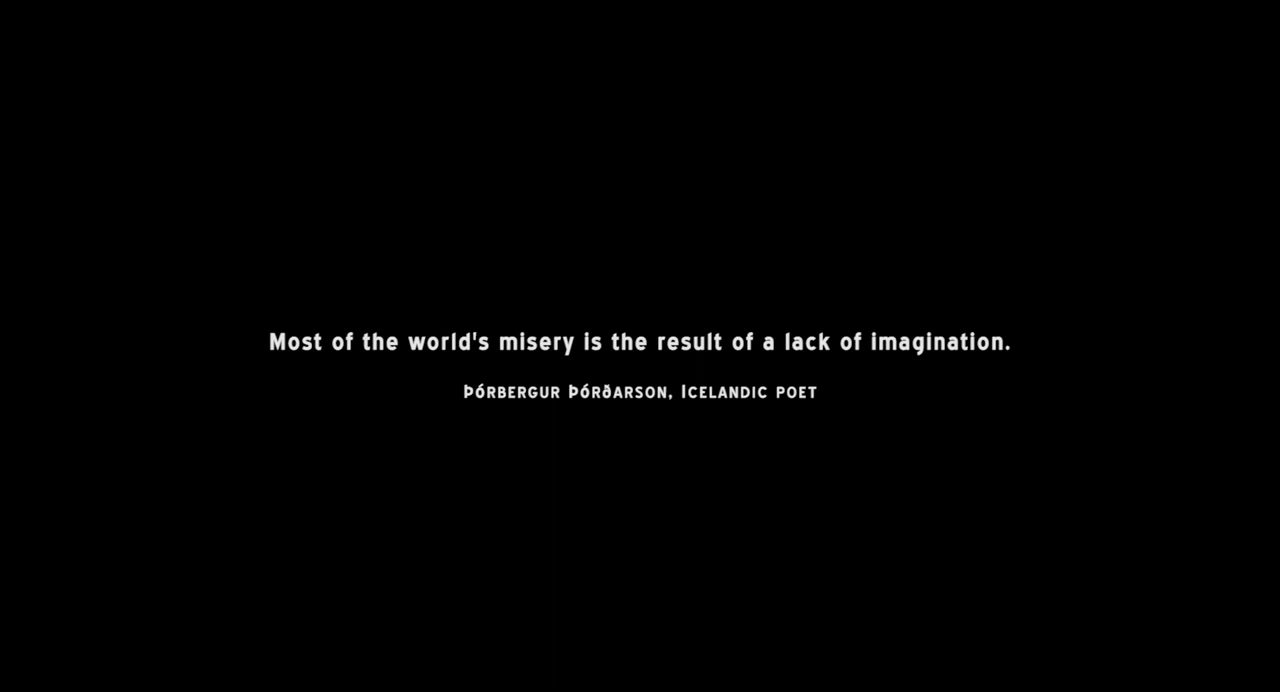 Most of the world's misery is the result of a lack of imagination.
Þórbergur Þórðarson, Icelandic poet